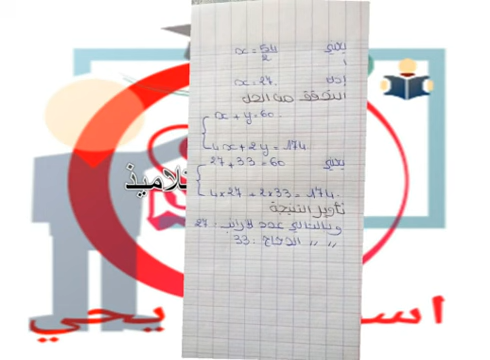 يعني x = 54/2
إذن x = 27.
التحقق من الحل
x + y = 60.
4x + 2y = 174
يعني 27 + 33 = 60
4×27 + 2×33 = 174.
تأويل النتيجة
وبالتالي عدد الأرانب: 27
〃 〃 الدجاج: 33
تلاميذ
يحي